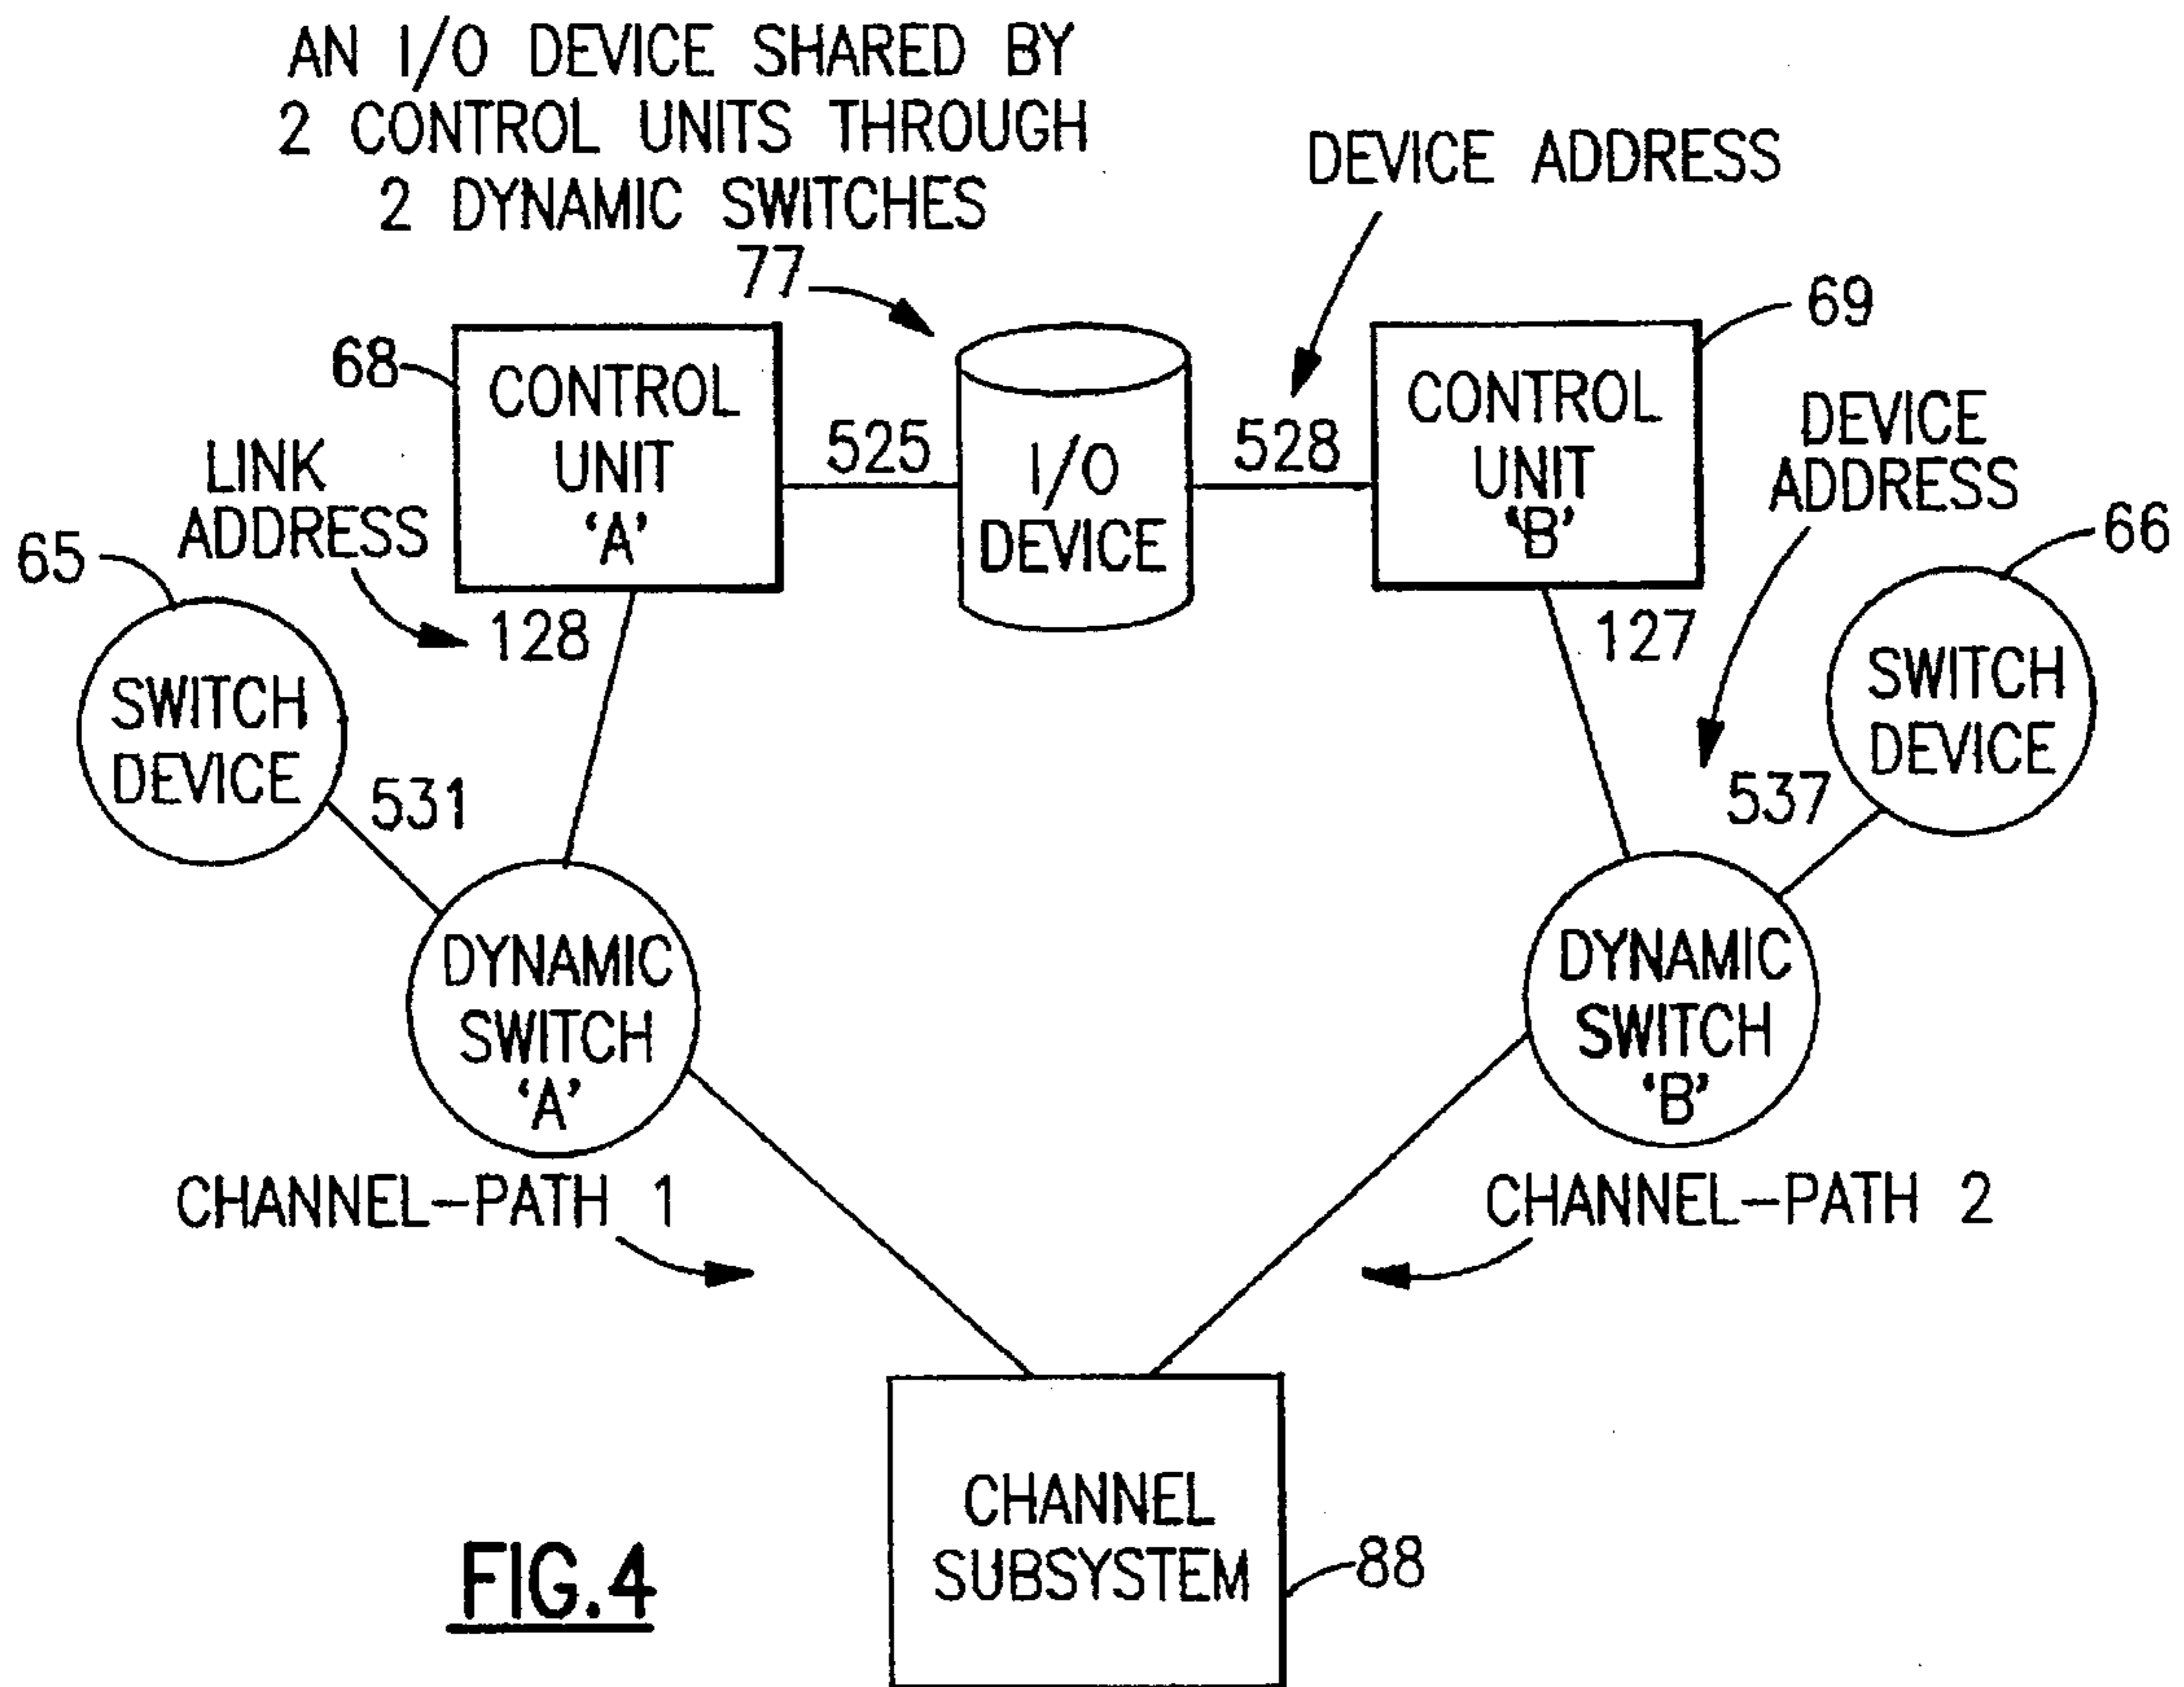 AN I/O DEVICE SHARED BY
2 CONTROL UNITS THROUGH
2 DYNAMIC SWITCHES
77
DEVICE ADDRESS
69
68
CONTROL
UNIT
'A'
525
I/O
DEVICE
528
CONTROL
UNIT
'B'
DEVICE
ADDRESS
LINK
ADDRESS
65
66
128
127
SWITCH
DEVICE
531
SWITCH
DEVICE
537
DYNAMIC
SWITCH
'A'
DYNAMIC
SWITCH
'B'
CHANNEL-PATH 1
CHANNEL-PATH 2
CHANNEL
SUBSYSTEM
88
FIG.4